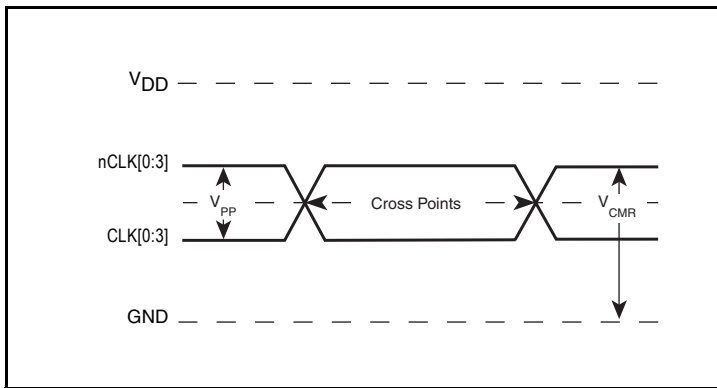 VDD
nCLK[0:3]
VPP
Cross Points
VCMR
CLK[0:3]
GND